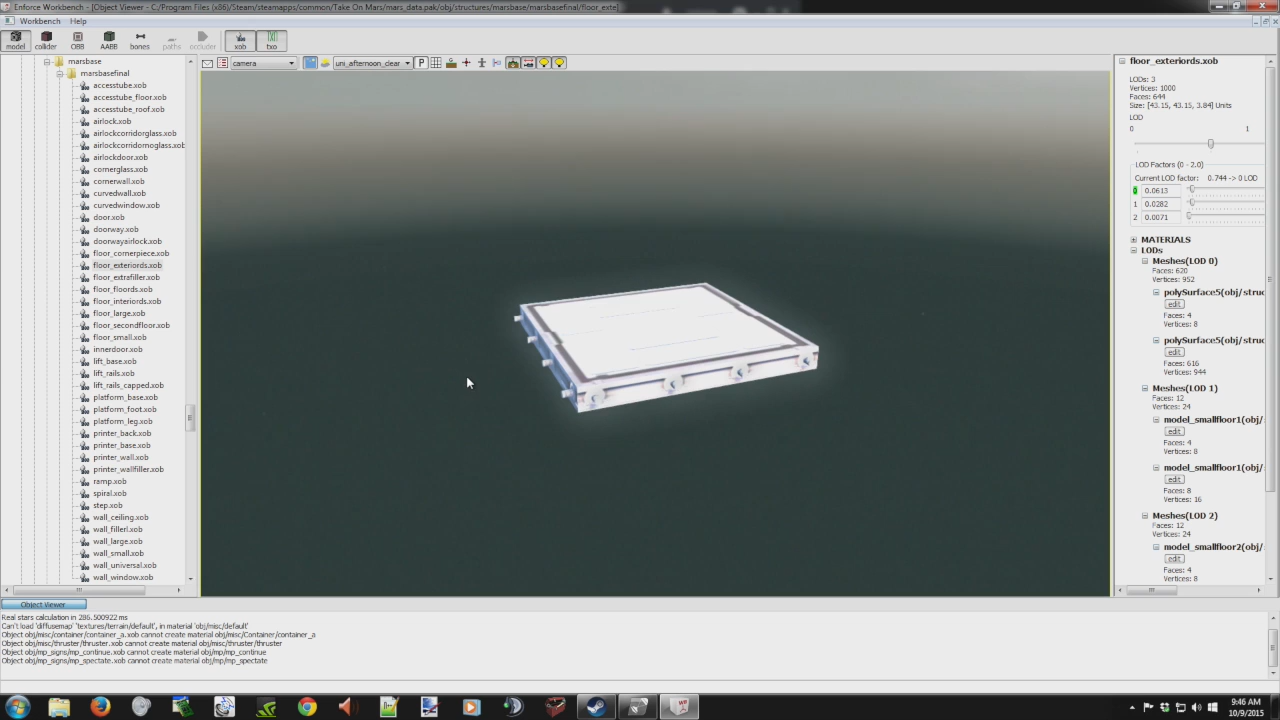 Enforce Workbench - [Object Viewer - C:/Program Files (x86)/Steam/steamapps/common/Take On Mars/mars_data.pak/obj/structures/marsbase/marsbasefinal/floor_exte
Workbench Help
model collider OBB AABB bones paths occluder xob txo
camera uni_afternoon_clear P
marsbase
marsbasefinal
accesstube.xob
accesstube_floor.xob
accesstube_roof.xob
airlock.xob
airlockcorridorglass.xob
airlockcorridornoglass.xob
airlockdoor.xob
cornerglass.xob
cornerwall.xob
curvedwall.xob
curvedwindow.xob
door.xob
doorway.xob
doorwayairlock.xob
floor_cornerpiece.xob
floor_exteriords.xob
floor_extrafiller.xob
floor_floords.xob
floor_interiords.xob
floor_large.xob
floor_secondfloor.xob
floor_small.xob
innerdoor.xob
lift_base.xob
lift_rails.xob
lift_rails_capped.xob
platform_base.xob
platform_foot.xob
platform_leg.xob
printer_back.xob
printer_base.xob
printer_wall.xob
printer_wallfiller.xob
ramp.xob
spiral.xob
step.xob
wall_ceiling.xob
wall_fillerl.xob
wall_large.xob
wall_small.xob
wall_universal.xob
wall_window.xob
floor_exteriords.xob
LODs: 3
Vertices: 1000
Faces: 644
Size: [43.15, 43.15, 3.84] Units
LOD
0 1
LOD Factors (0 - 2.0)
Current LOD factor: 0.744 -> 0 LOD
0 0.0613
1 0.0282
2 0.0071
MATERIALS
LODs
Meshes(LOD 0)
Faces: 620
Vertices: 952
polySurface5(obj/struc
edit
Faces: 4
Vertices: 8
polySurface5(obj/struc
edit
Faces: 616
Vertices: 944
Meshes(LOD 1)
Faces: 12
Vertices: 24
model_smallfloor1(obj/
edit
Faces: 4
Vertices: 8
model_smallfloor1(obj/
edit
Faces: 8
Vertices: 16
Meshes(LOD 2)
Faces: 12
Vertices: 24
model_smallfloor2(obj/
edit
Faces: 4
Vertices: 8
Object Viewer
Real stars calculation in 286.500922 ms
Can't load 'diffusemap' 'textures/terrain/default', in material 'obj/misc/default'
Object obj/misc/container/container_a.xob cannot create material obj/misc/Container/container_a
Object obj/misc/thruster/thruster.xob cannot create material obj/misc/thruster/thruster
Object obj/mp_signs/mp_continue.xob cannot create material obj/mp/mp_continue
Object obj/mp_signs/mp_spectate.xob cannot create material obj/mp/mp_spectate
9:46 AM
10/9/2015